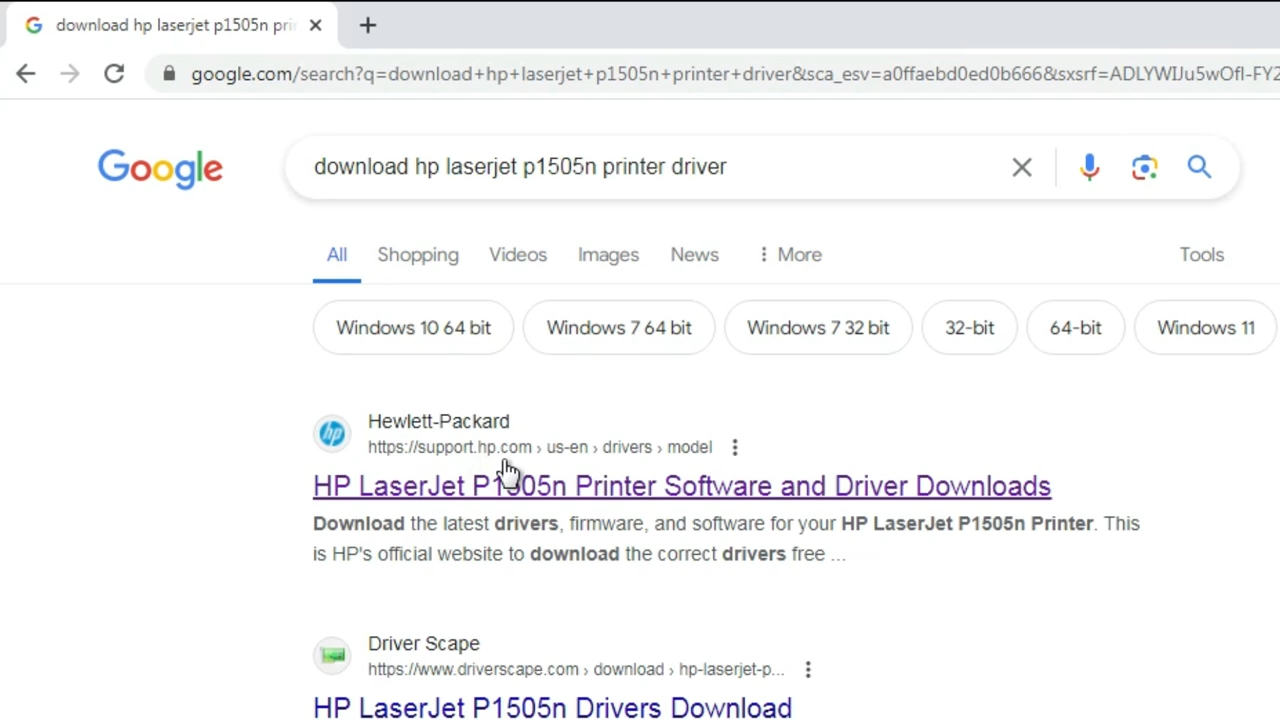 download hp laserjet p1505n prin
google.com/search?q=download+hp+laserjet+p1505n+printer+driver&sca_esv=a0ffaebd0ed0b666&sxsrf=ADLYWIJu5wOfI-FY2
Google
download hp laserjet p1505n printer driver
All Shopping Videos Images News More Tools
Windows 10 64 bit Windows 7 64 bit Windows 7 32 bit 32-bit 64-bit Windows 11
hp
Hewlett-Packard
https://support.hp.com › us-en › drivers › model
HP LaserJet P1505n Printer Software and Driver Downloads
Download the latest drivers, firmware, and software for your HP LaserJet P1505n Printer. This
is HP's official website to download the correct drivers free ...
Driver Scape
https://www.driverscape.com › download › hp-laserjet-p...
HP LaserJet P1505n Drivers Download